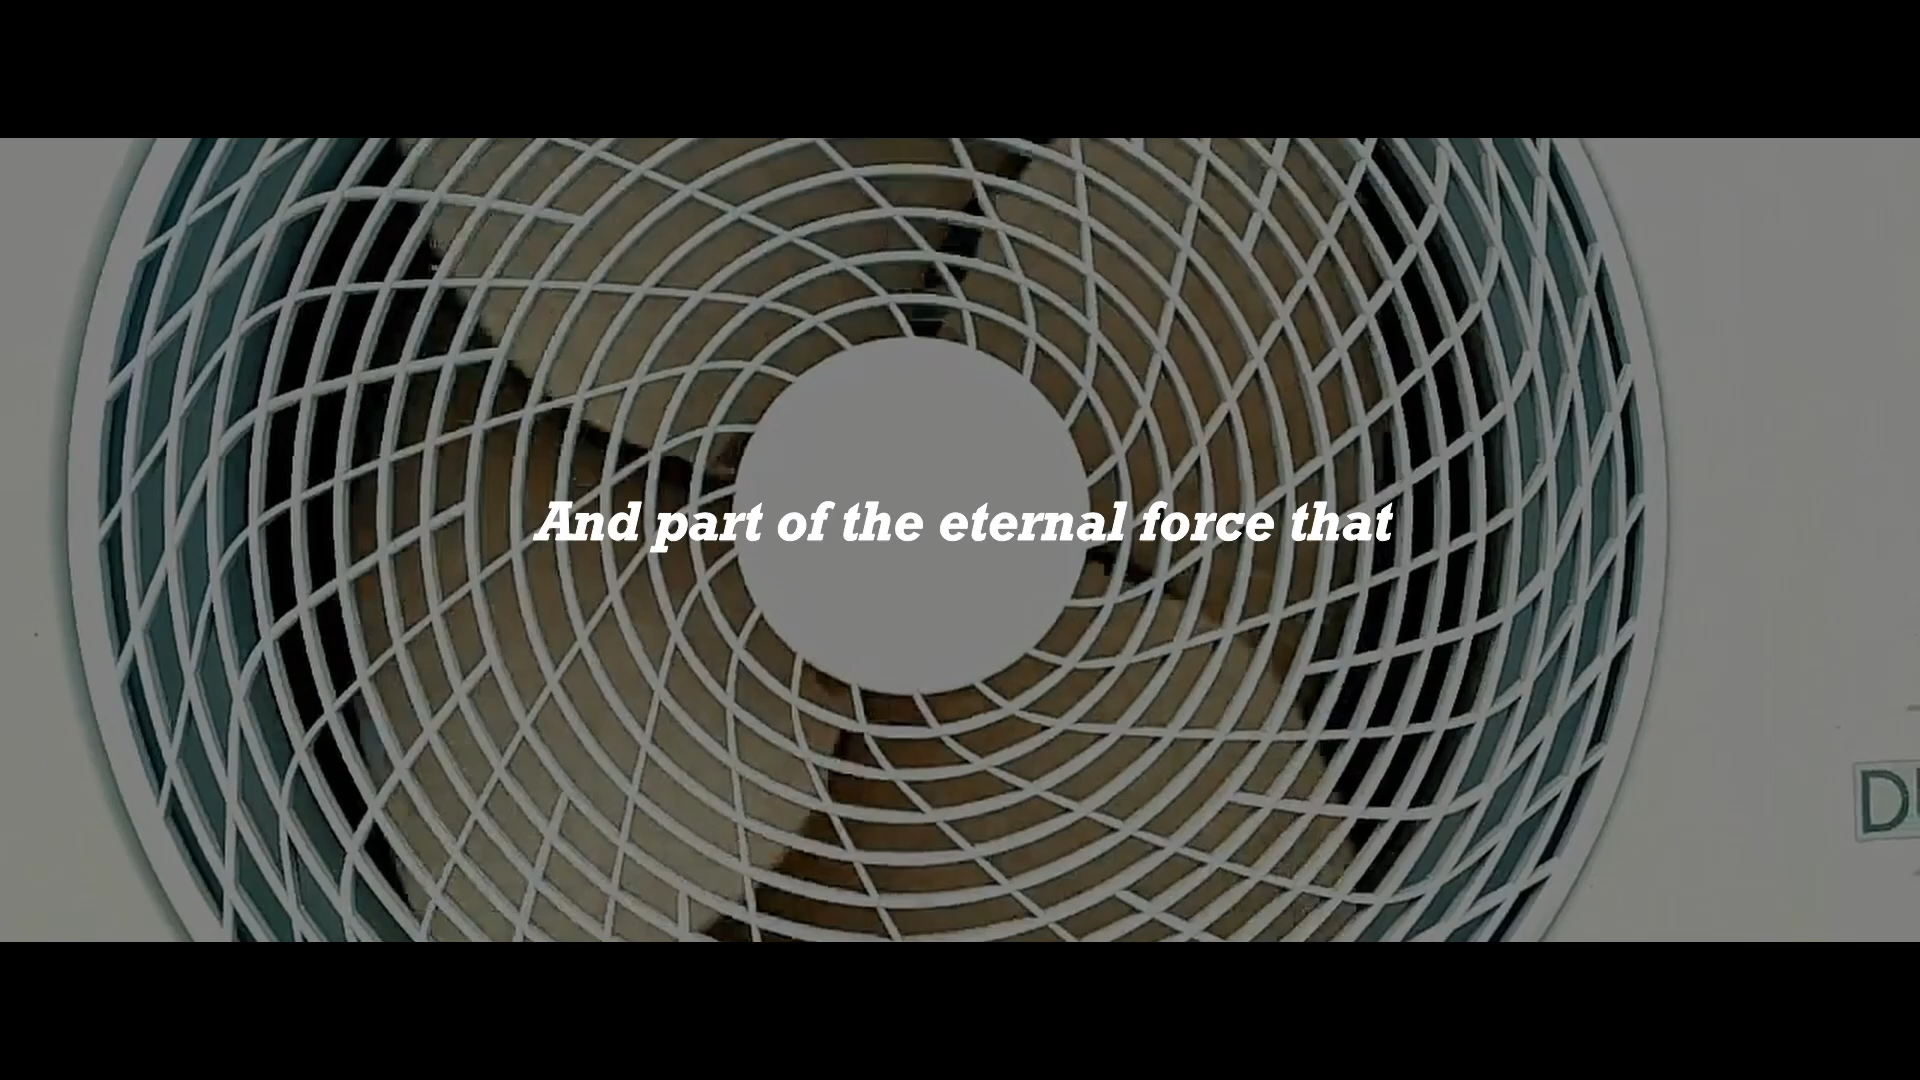 And part of the eternal force that
D